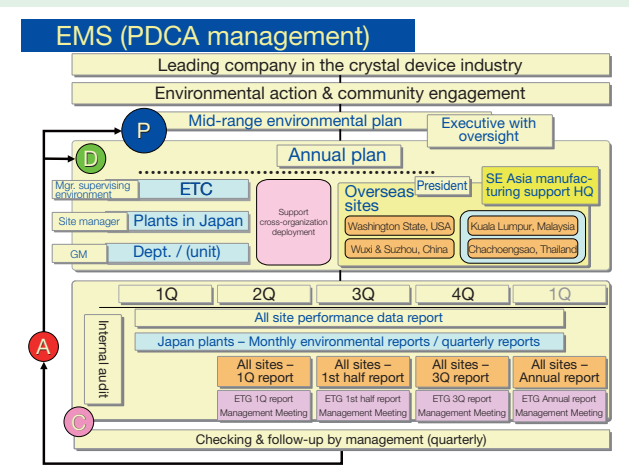 EMS (PDCA management)
Leading company in the crystal device industry
Environmental action & community engagement
P
Mid-range environmental plan
Executive with
oversight
D
Annual plan
Mgr. supervising
environment
ETC
Site manager
Plants in Japan
GM
Dept. / (unit)
Support
cross-organization
deployment
Overseas
sites
President
SE Asia manufac-
turing support HQ
Washington State, USA
Kuala Lumpur, Malaysia
Wuxi & Suzhou, China
Chachoengsao, Thailand
1Q
2Q
3Q
4Q
1Q
All site performance data report
Japan plants – Monthly environmental reports / quarterly reports
Internal audit
A
All sites –
1Q report
All sites –
1st half report
All sites –
3Q report
All sites –
Annual report
ETG 1Q report
Management Meeting
ETG 1st half report
Management Meeting
ETG 3Q report
Management Meeting
ETG Annual report
Management Meeting
C
Checking & follow-up by management (quarterly)